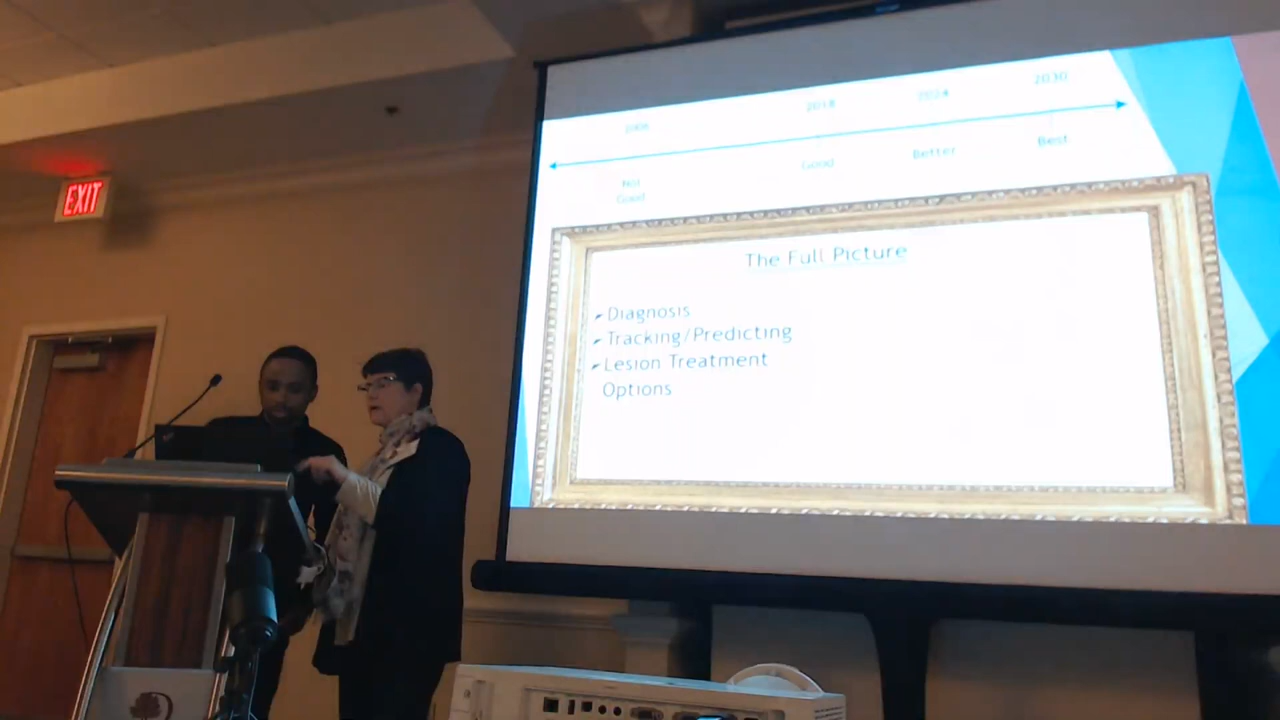 EXIT
2030
2024
2018
Best
Better
Good
Not
Good
The Full Picture
Diagnosis
Tracking/Predicting
Lesion Treatment
Options